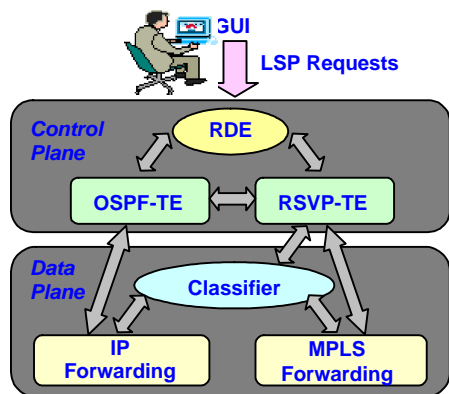 GUI
LSP Requests
Control
Plane
RDE
OSPF-TE
RSVP-TE
Data
Plane
Classifier
IP
Forwarding
MPLS
Forwarding